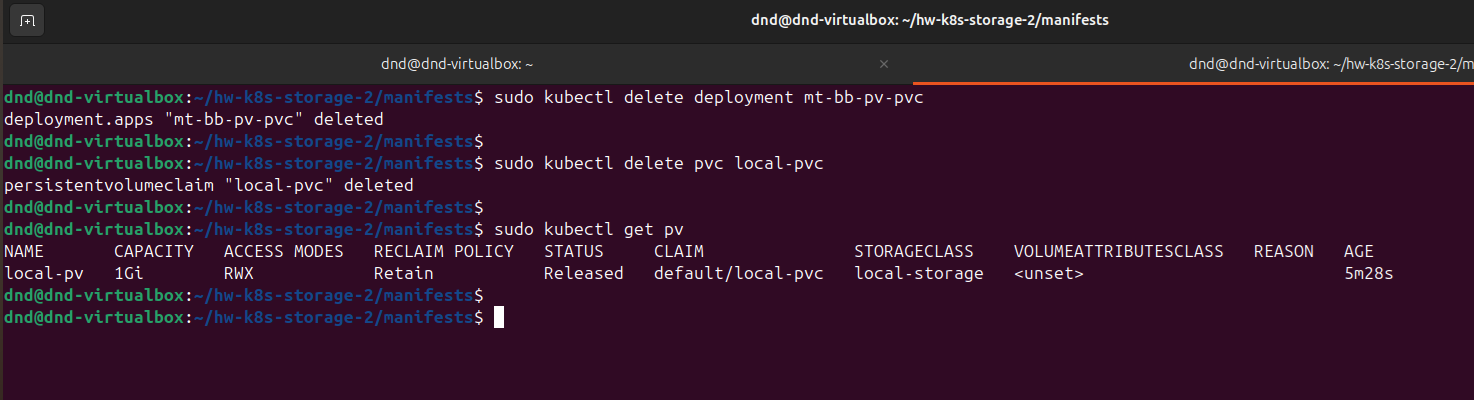 dnd@dnd-virtualbox: ~/hw-k8s-storage-2/manifests
dnd@dnd-virtualbox: ~ × dnd@dnd-virtualbox: ~/hw-k8s-storage-2/m
dnd@dnd-virtualbox:~/hw-k8s-storage-2/manifests$ sudo kubectl delete deployment mt-bb-pv-pvc
deployment.apps "mt-bb-pv-pvc" deleted
dnd@dnd-virtualbox:~/hw-k8s-storage-2/manifests$
dnd@dnd-virtualbox:~/hw-k8s-storage-2/manifests$ sudo kubectl delete pvc local-pvc
persistentvolumeclaim "local-pvc" deleted
dnd@dnd-virtualbox:~/hw-k8s-storage-2/manifests$
dnd@dnd-virtualbox:~/hw-k8s-storage-2/manifests$ sudo kubectl get pv
NAME CAPACITY ACCESS MODES RECLAIM POLICY STATUS CLAIM STORAGECLASS VOLUMEATTRIBUTESCLASS REASON AGE
local-pv 1Gi RWX Retain Released default/local-pvc local-storage <unset> 5m28s
dnd@dnd-virtualbox:~/hw-k8s-storage-2/manifests$
dnd@dnd-virtualbox:~/hw-k8s-storage-2/manifests$